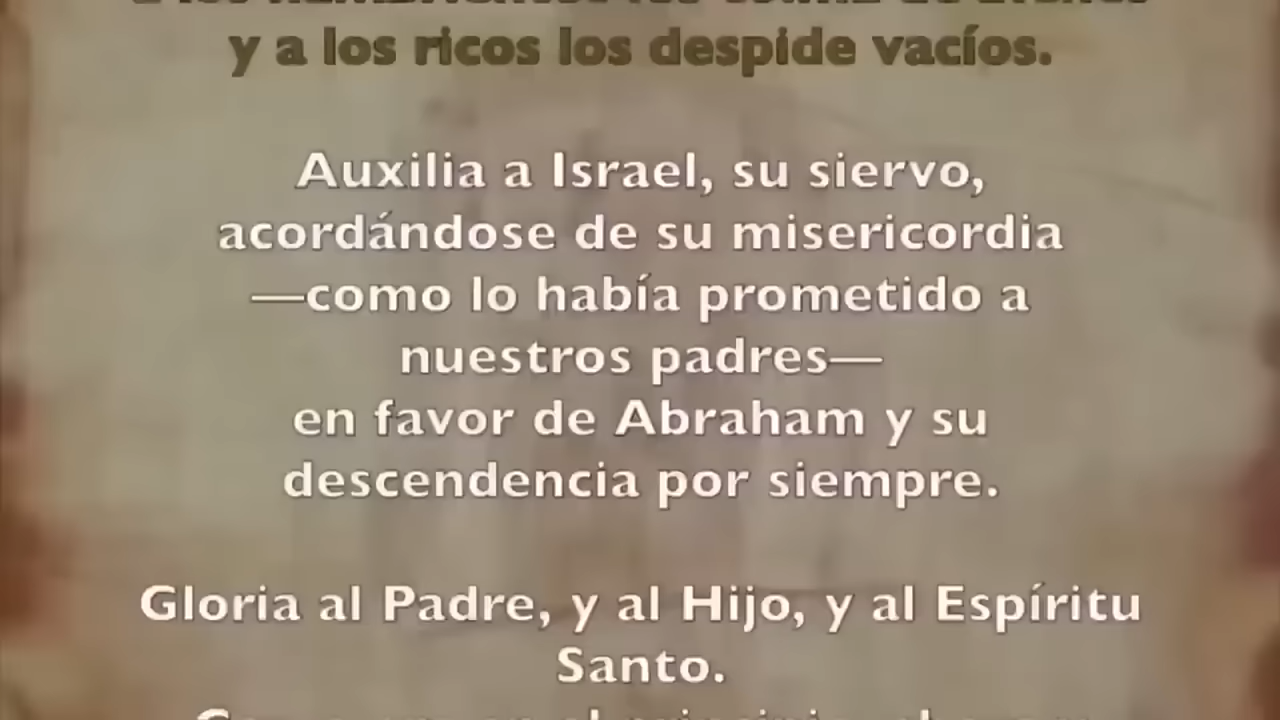 y a los ricos los despide vacíos.
Auxilia a Israel, su siervo,
acordándose de su misericordia
—como lo había prometido a
nuestros padres—
en favor de Abraham y su
descendencia por siempre.
Gloria al Padre, y al Hijo, y al Espíritu
Santo.